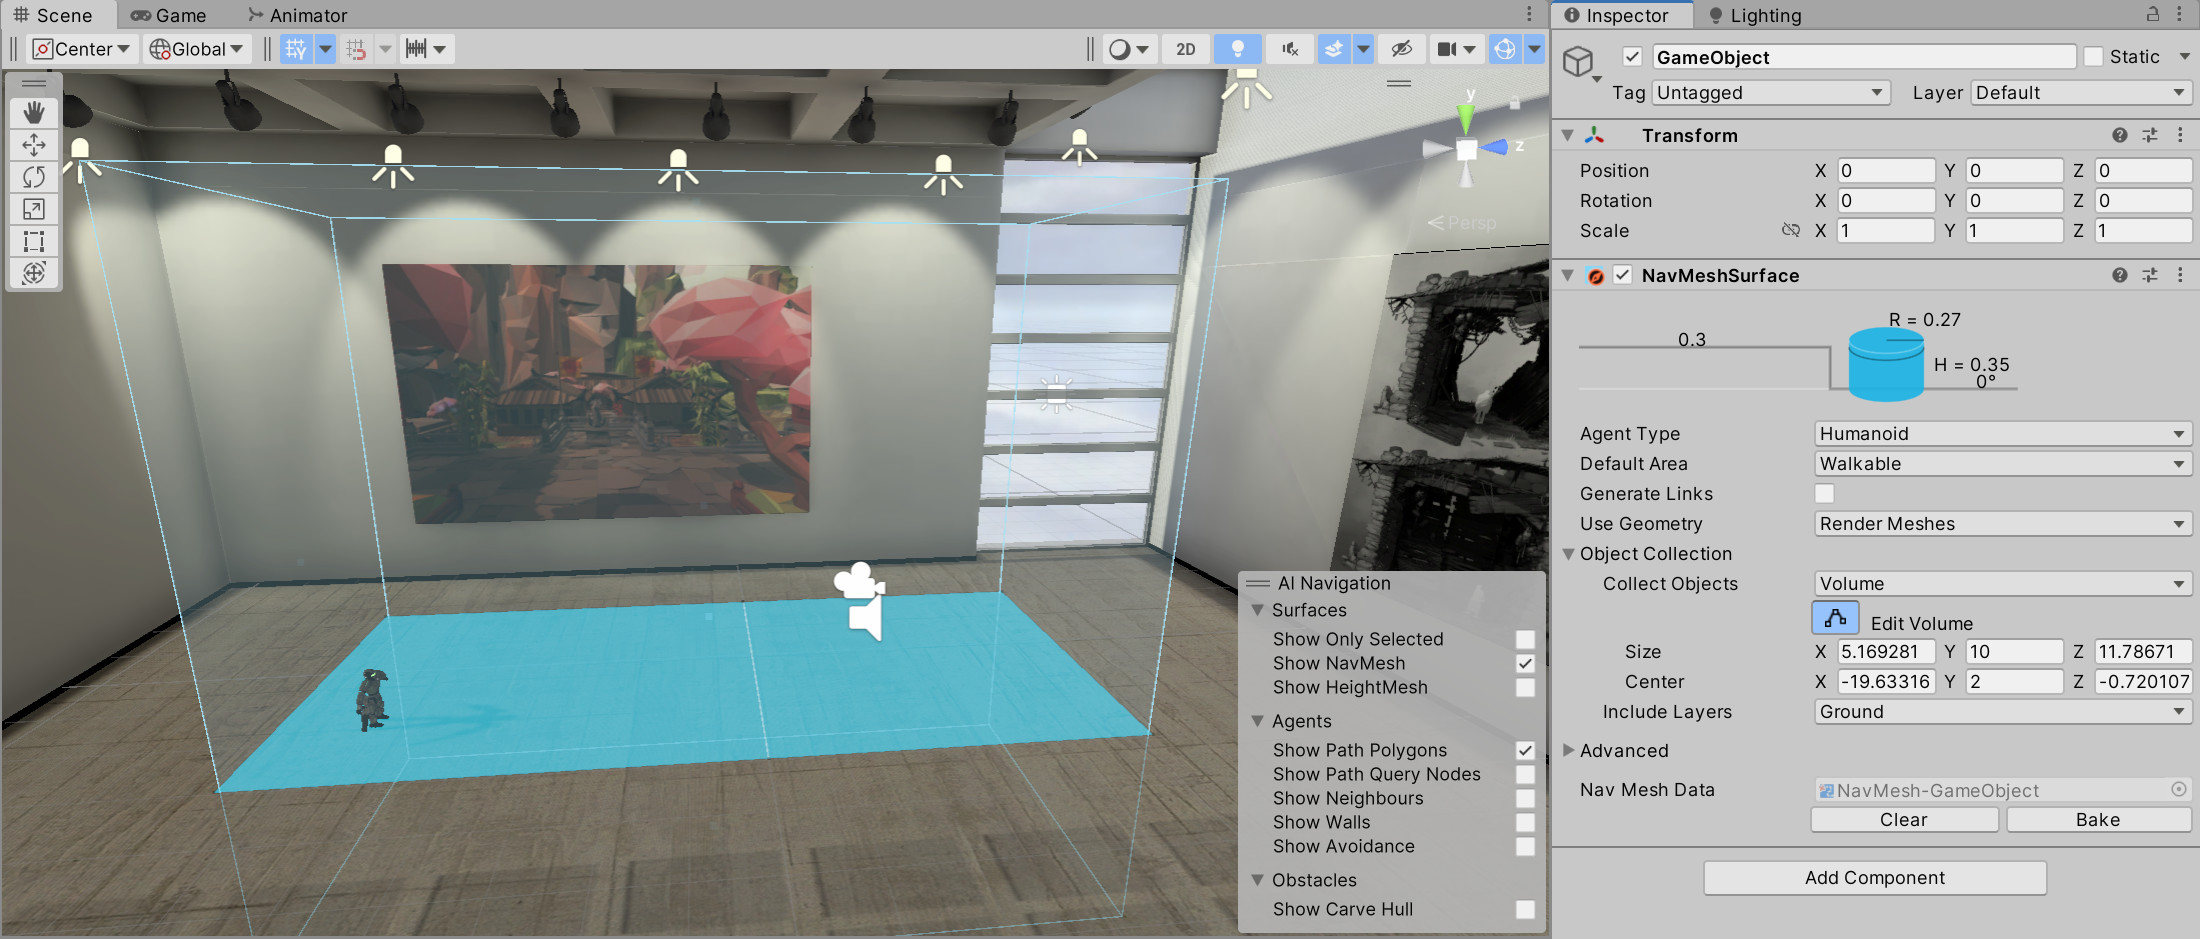 Scene
Game
Animator
Center
Global
2D
y
z
Persp
AI Navigation
Surfaces
Show Only Selected
Show NavMesh
Show HeightMesh
Agents
Show Path Polygons
Show Path Query Nodes
Show Neighbours
Show Walls
Show Avoidance
Obstacles
Show Carve Hull
Inspector
Lighting
GameObject
Static
Tag Untagged Layer Default
Transform
Position X 0 Y 0 Z 0
Rotation X 0 Y 0 Z 0
Scale X 1 Y 1 Z 1
NavMeshSurface
R = 0.27
0.3
H = 0.35
0°
Agent Type Humanoid
Default Area Walkable
Generate Links
Use Geometry Render Meshes
Object Collection
Collect Objects Volume
Edit Volume
Size X 5.169281 Y 10 Z 11.78671
Center X -19.63316 Y 2 Z -0.720107
Include Layers Ground
Advanced
Nav Mesh Data NavMesh-GameObject
Clear Bake
Add Component